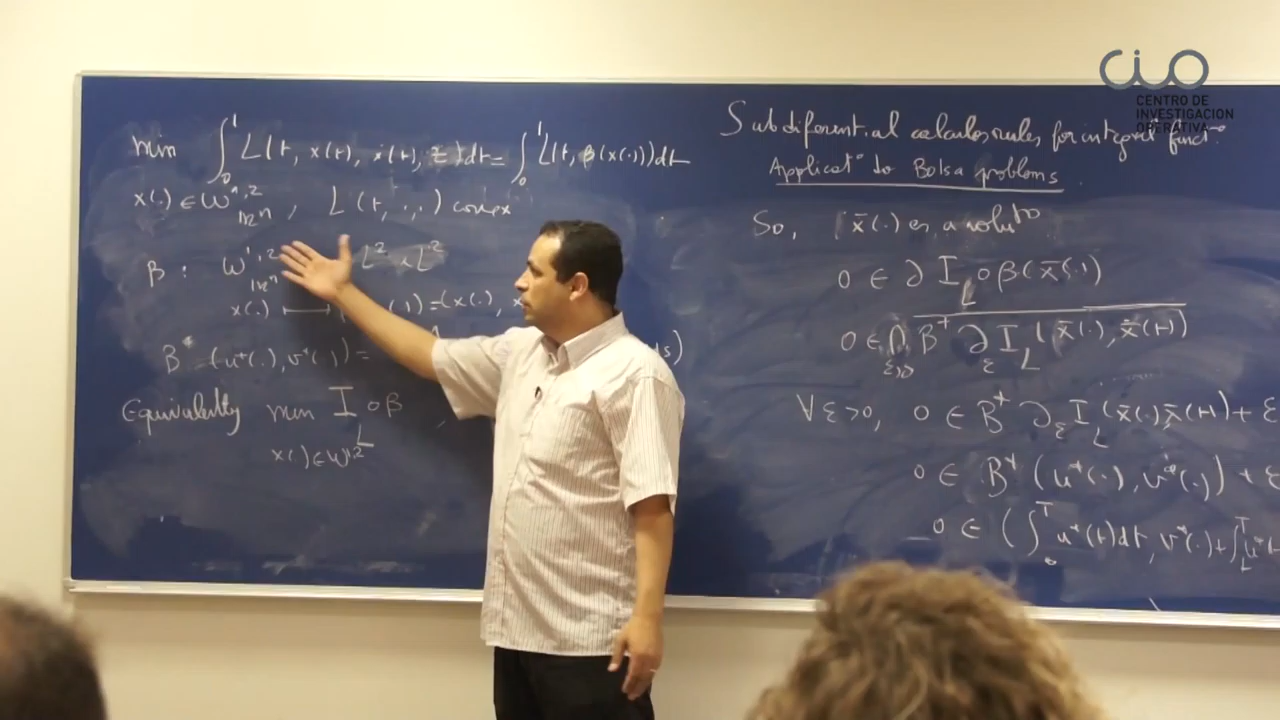 min ∫₀¹ L(t, x(t), ẋ(t), z)dt = ∫₀¹ L(t, β(x(·)))dt
x(·) ∈ W^{1,2}_{ℝⁿ}, L(t,·,·) convex
β : W^{1,2}_{ℝⁿ} L² × L²
x(·) ⟼ (·) = (x(·),
B* (u*(·), v*(·)) = ds)
Equivalently min I_L ∘ β
x(·) ∈ W^{1,2}
Subdiferential calculus rules for integral funct.
Applicat° to Bolsa problems.
So, x̄(·) es a solut°
0 ∈ ∂ I_L ∘ β(x̄(·))
0 ∈ ∩_{ε>0} B* ∂_ε I_L(x̄(·), ẋ̄(t))
∀ε>0, 0 ∈ B* ∂_ε I_L(x̄(·), ẋ̄(t)) + ε
0 ∈ B* (u*(·), v*(·)) + ε
0 ∈ (∫₀ᵀ u*(t)dt, v*(·) + ∫ᵀ u*
CIO
CENTRO DE
INVESTIGACION
OPERATIVA